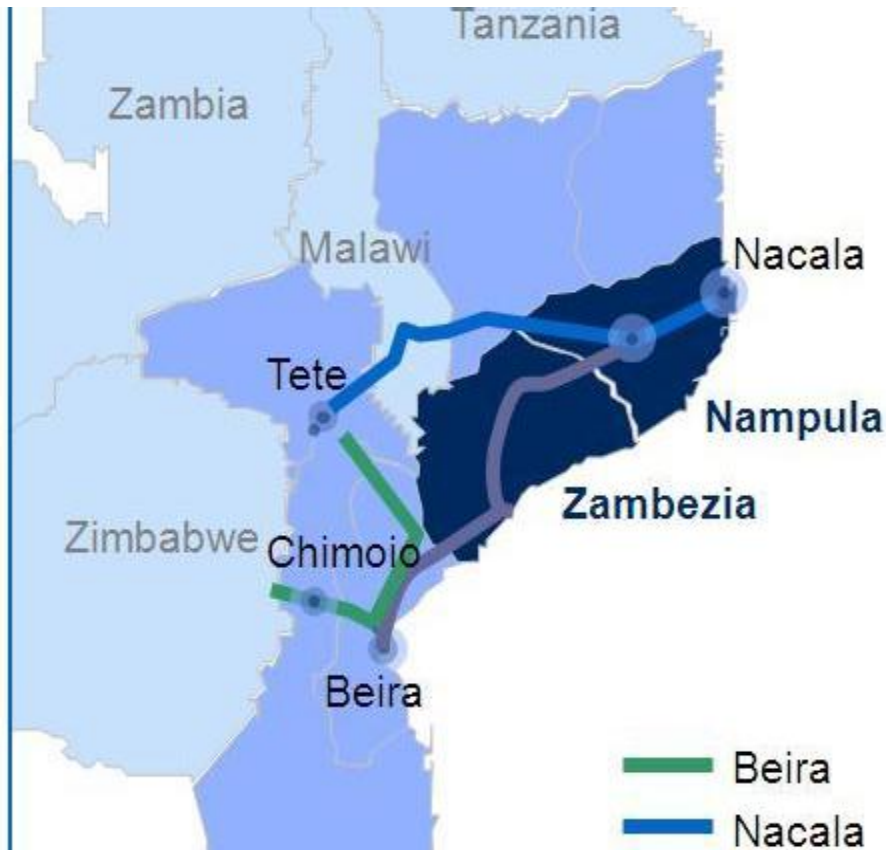 Tanzania
Zambia
Malawi
Nacala
Tete
Nampula
Zambezia
Zimbabwe
Chimoio
Beira
Beira
Nacala